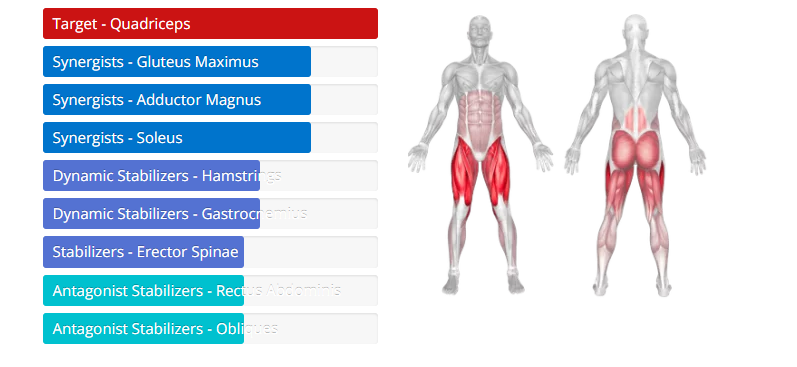 Target - Quadriceps
Synergists - Gluteus Maximus
Synergists - Adductor Magnus
Synergists - Soleus
Dynamic Stabilizers - Hamstrings
Dynamic Stabilizers - Gastrocnemius
Stabilizers - Erector Spinae
Antagonist Stabilizers - Rectus Abdominis
Antagonist Stabilizers - Obliques